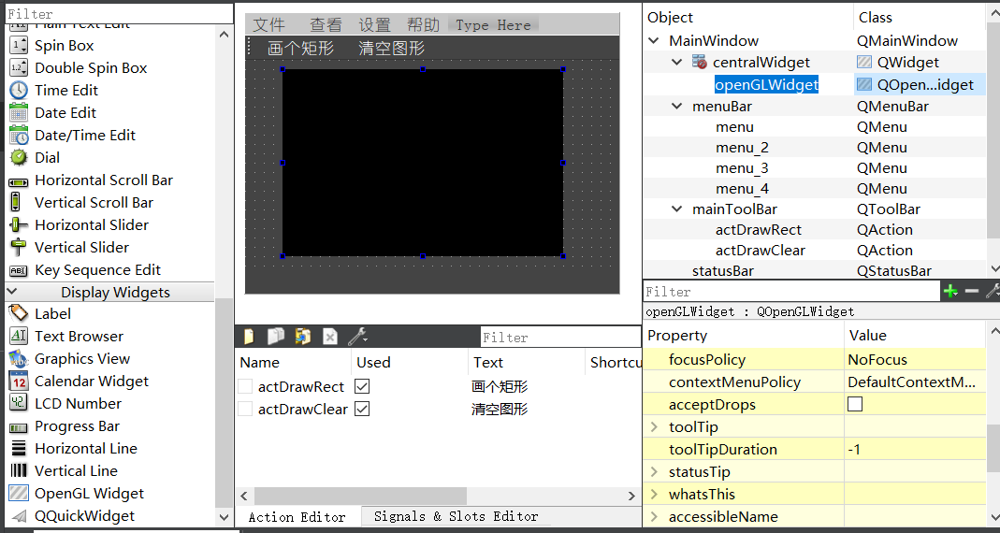 Filter
Plain Text Edit
Spin Box
Double Spin Box
Time Edit
Date Edit
Date/Time Edit
Dial
Horizontal Scroll Bar
Vertical Scroll Bar
Horizontal Slider
Vertical Slider
Key Sequence Edit
Display Widgets
Label
Text Browser
Graphics View
Calendar Widget
LCD Number
Progress Bar
Horizontal Line
Vertical Line
OpenGL Widget
QQuickWidget
文件 查看 设置 帮助 Type Here
画个矩形 清空图形
Filter
Name Used Text Shortcu
actDrawRect 画个矩形
actDrawClear 清空图形
Action Editor Signals & Slots Editor
Object Class
MainWindow QMainWindow
centralWidget QWidget
openGLWidget QOpen...idget
menuBar QMenuBar
menu QMenu
menu_2 QMenu
menu_3 QMenu
menu_4 QMenu
mainToolBar QToolBar
actDrawRect QAction
actDrawClear QAction
statusBar QStatusBar
Filter
openGLWidget : QOpenGLWidget
Property Value
focusPolicy NoFocus
contextMenuPolicy DefaultContextM...
acceptDrops
toolTip
toolTipDuration -1
statusTip
whatsThis
accessibleName